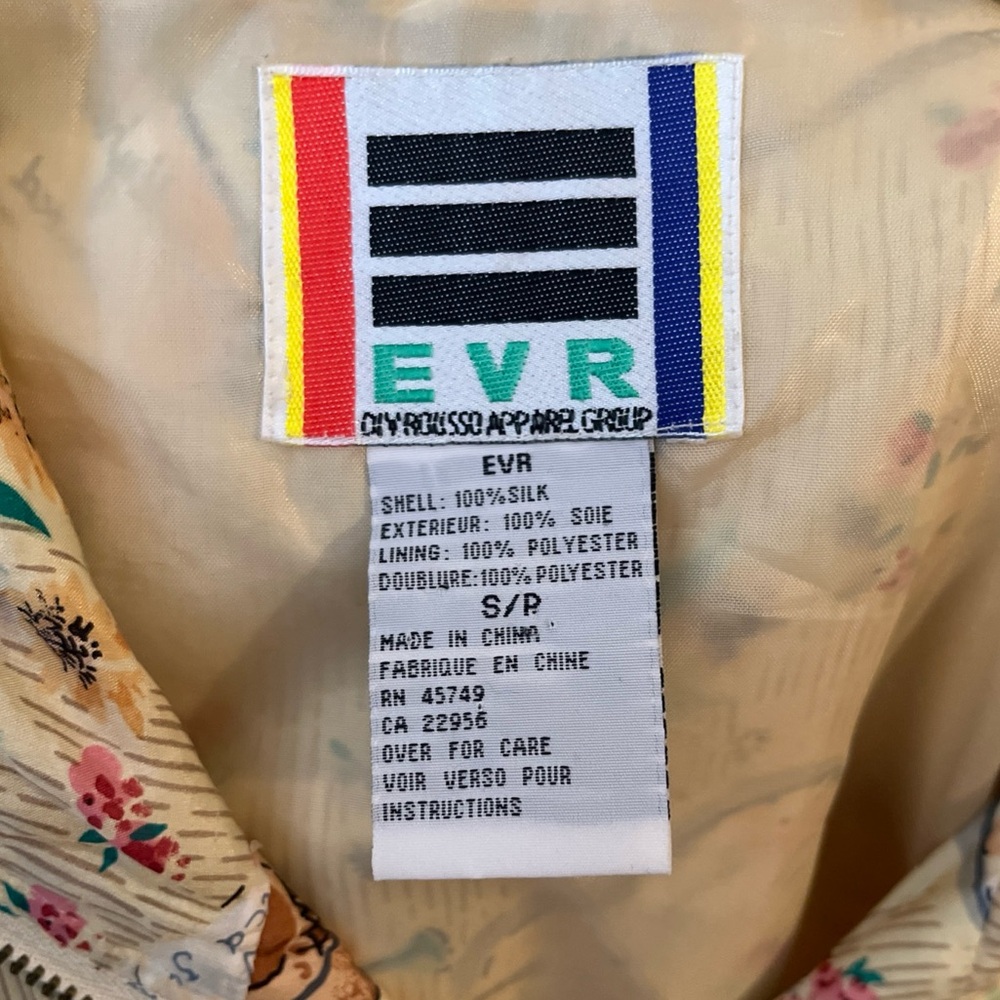 EVR
ROUSSO APPAREL GROUP
EVR
SHELL: 100% SILK
EXTERIEUR: 100% SOIE
LINING: 100% POLYESTER
DOUBLURE: 100% POLYESTER
S/P
MADE IN CHINA
FABRIQUE EN CHINE
RN 45749
CA 22956
OVER FOR CARE
VOIR VERSO POUR
INSTRUCTIONS